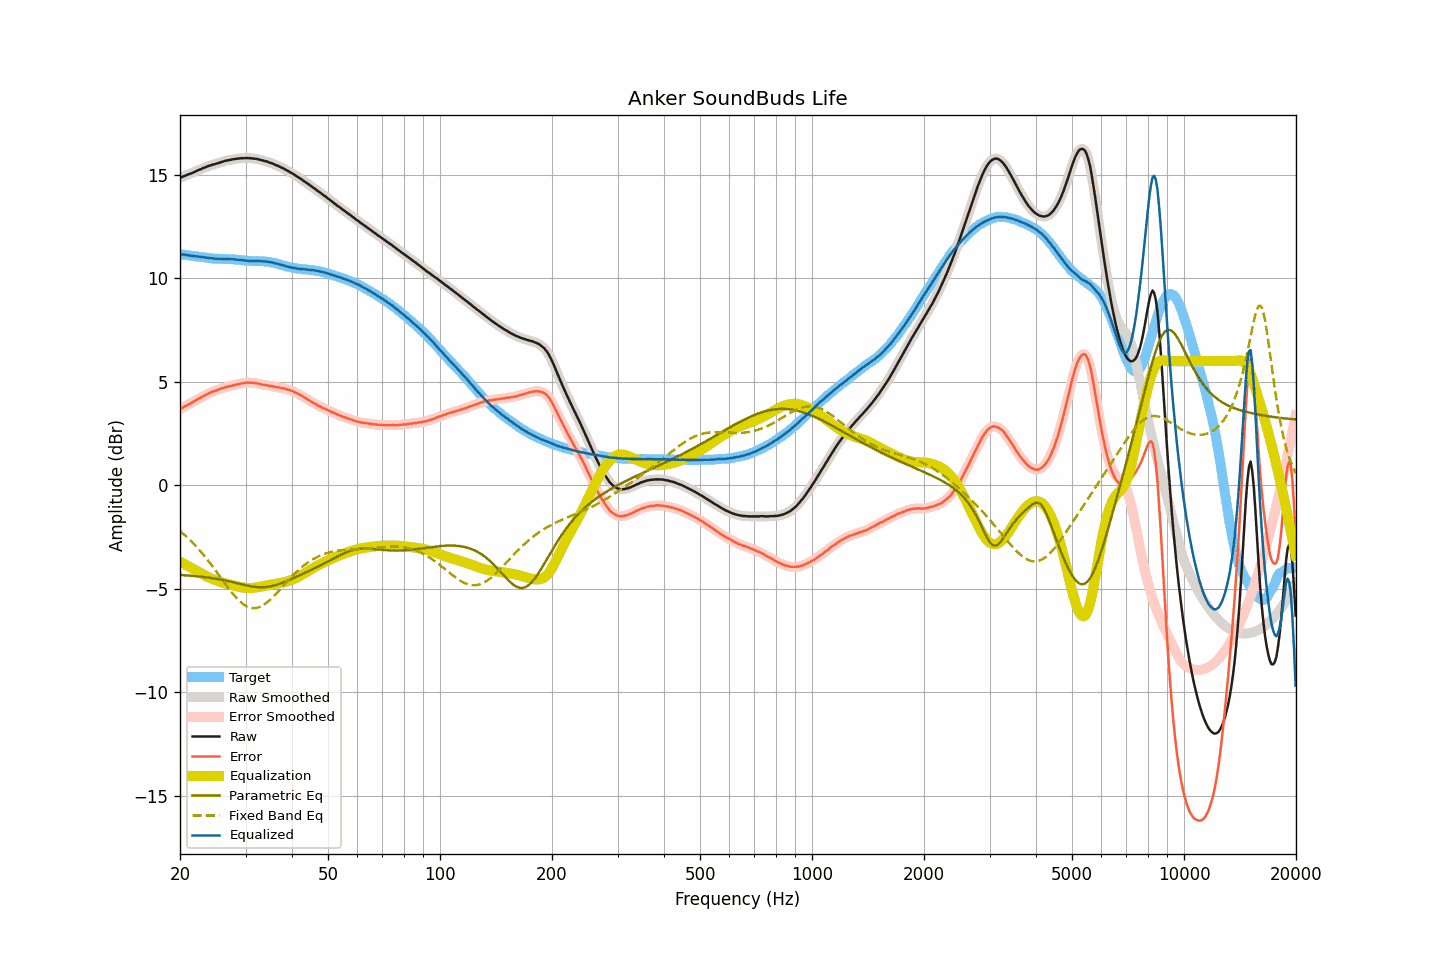 Anker SoundBuds Life
Amplitude (dBr)
15
10
5
0
−5
−10
−15
Target
Raw Smoothed
Error Smoothed
Raw
Error
Equalization
Parametric Eq
Fixed Band Eq
Equalized
20 50 100 200 500 1000 2000 5000 10000 20000
Frequency (Hz)